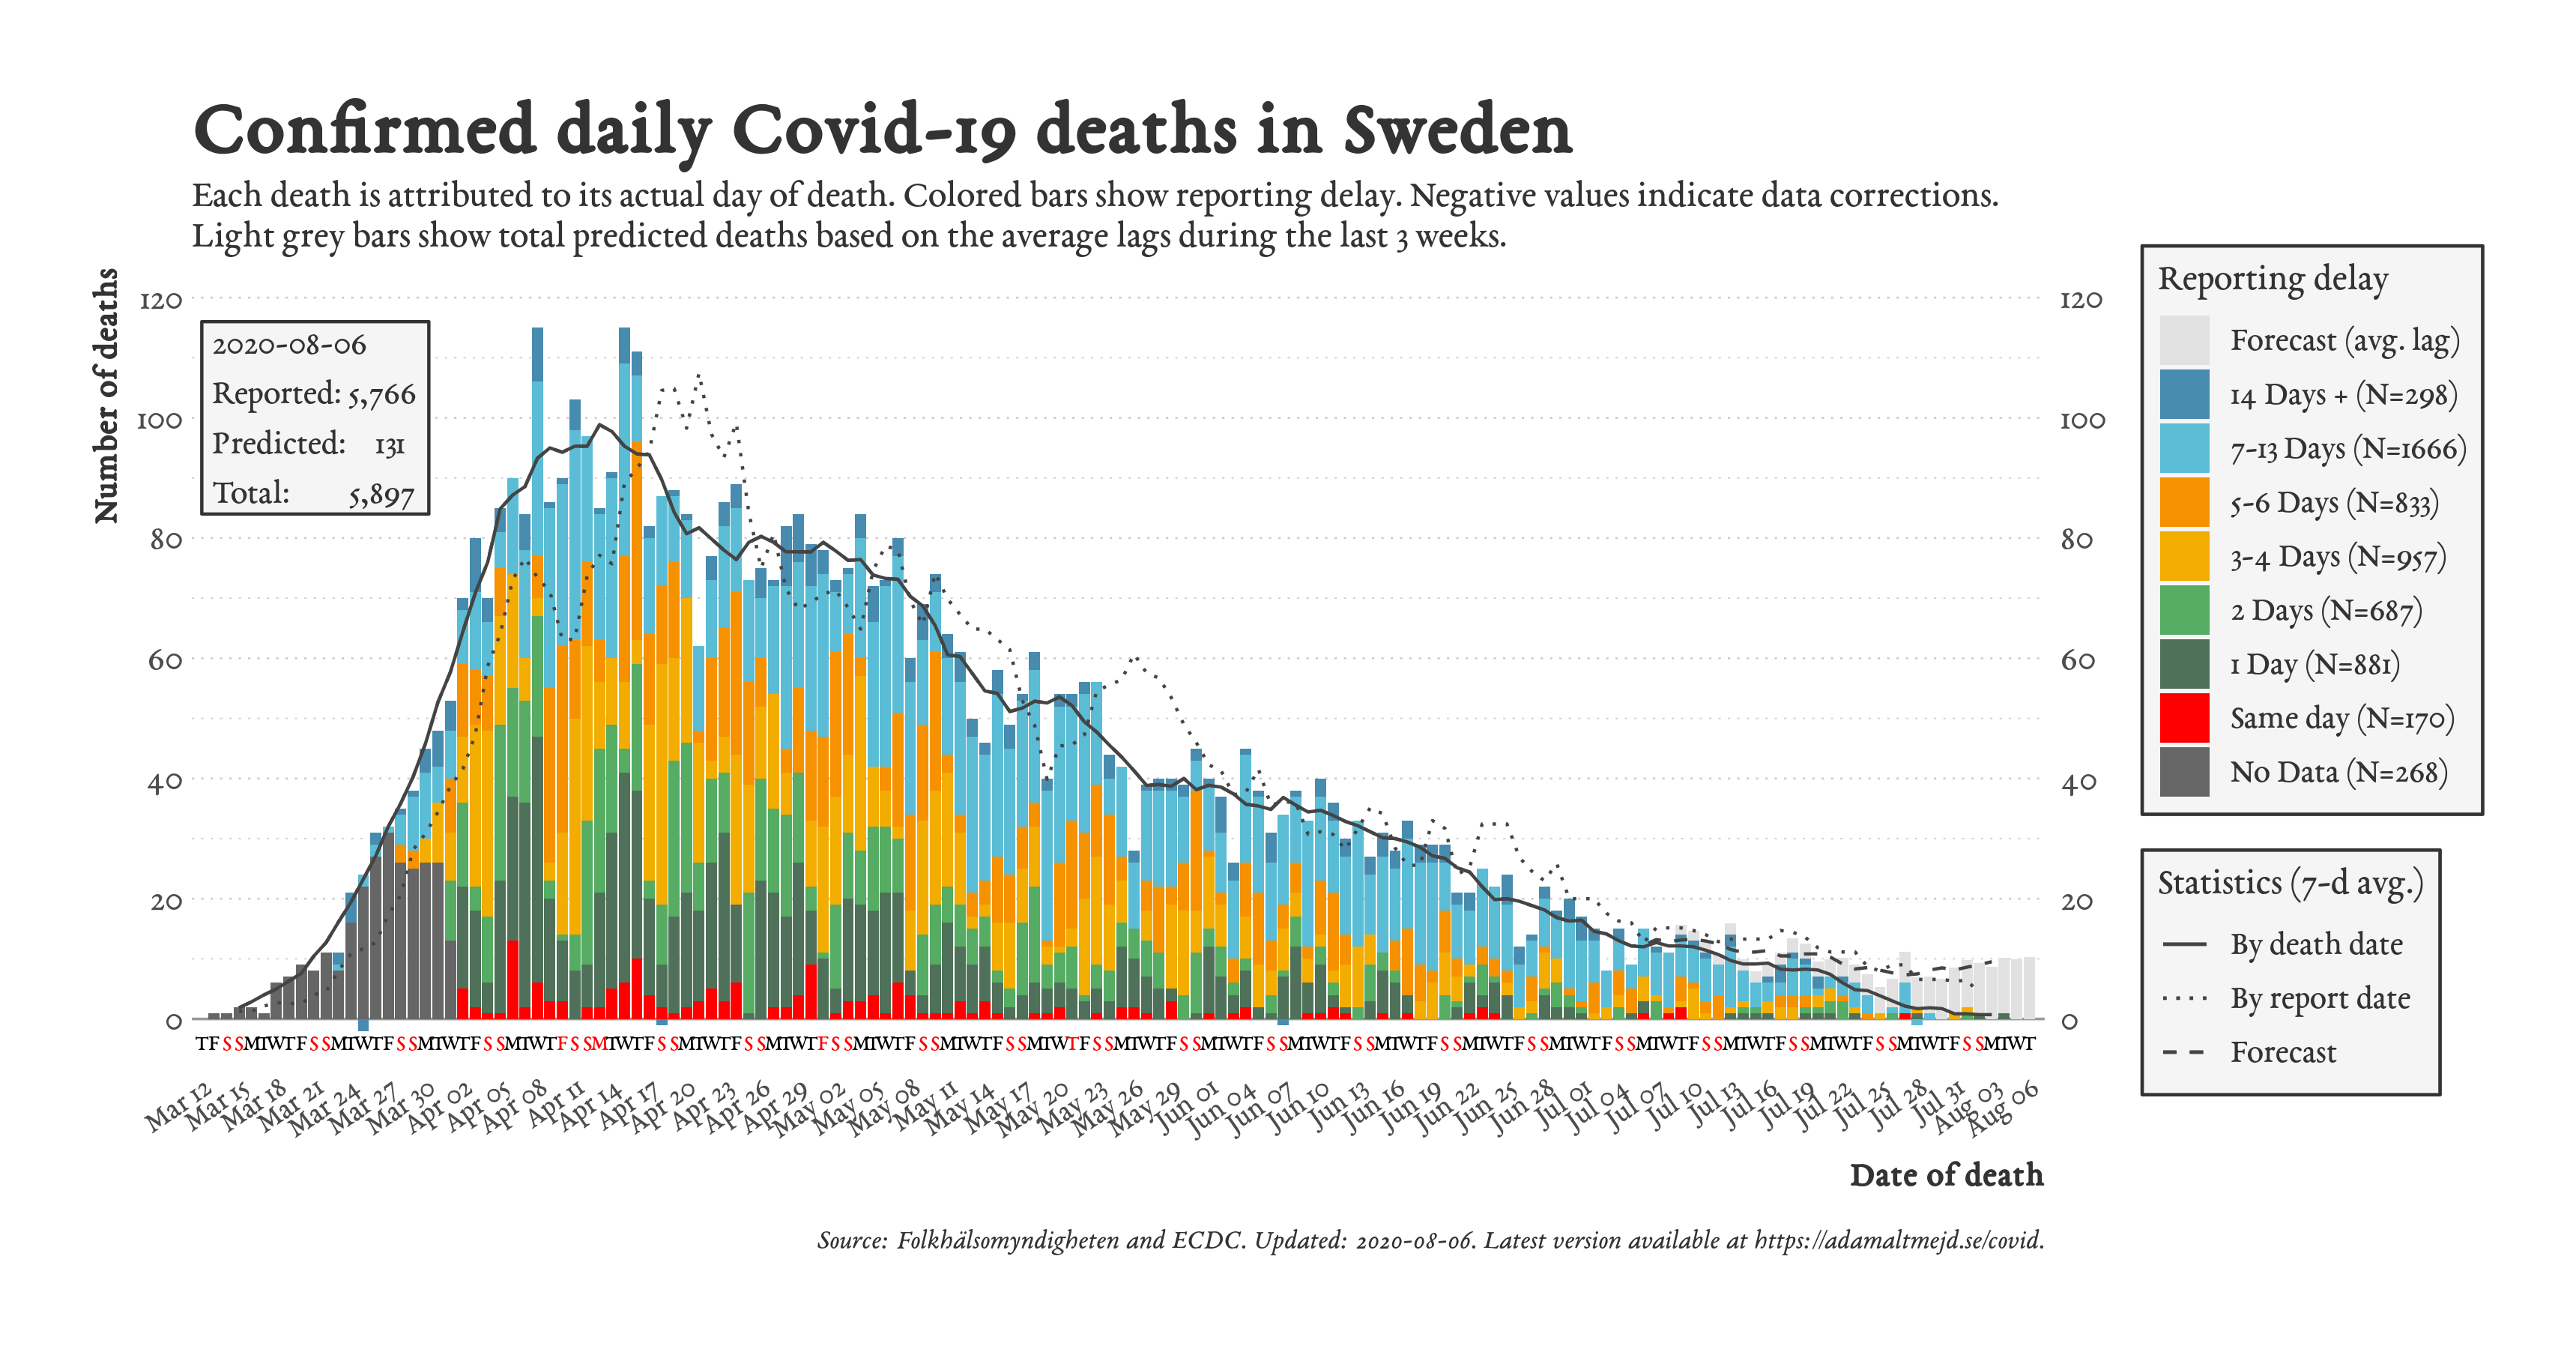 Confirmed daily Covid-19 deaths in Sweden
Each death is attributed to its actual day of death. Colored bars show reporting delay. Negative values indicate data corrections.
Light grey bars show total predicted deaths based on the average lags during the last 3 weeks.
Number of deaths
120
100
80
60
40
20
0
2020-08-06
Reported: 5,766
Predicted: 131
Total: 5,897
120
100
80
60
40
20
0
T F S S M T W T F S S M T W T F S S M T W T F S S M T W T F S S M T W T F S S M T W T F S S M T W T F S S M T W T F S S M T W T F S S M T W T F S S M T W T F S S M T W T F S S M T W T F S S M T W T F S S M T W T F S S M T W T F S S M T W T F S S M T W T F S S M T W T F S S M T W T F S S M T W T F S S M T W T
Mar 12
Mar 15
Mar 18
Mar 21
Mar 24
Mar 27
Mar 30
Apr 02
Apr 05
Apr 08
Apr 11
Apr 14
Apr 17
Apr 20
Apr 23
Apr 26
Apr 29
May 02
May 05
May 08
May 11
May 14
May 17
May 20
May 23
May 26
May 29
Jun 01
Jun 04
Jun 07
Jun 10
Jun 13
Jun 16
Jun 19
Jun 22
Jun 25
Jun 28
Jul 01
Jul 04
Jul 07
Jul 10
Jul 13
Jul 16
Jul 19
Jul 22
Jul 25
Jul 28
Jul 31
Aug 03
Aug 06
Date of death
Reporting delay
Forecast (avg. lag)
14 Days + (N=298)
7-13 Days (N=1666)
5-6 Days (N=833)
3-4 Days (N=957)
2 Days (N=687)
1 Day (N=881)
Same day (N=170)
No Data (N=268)
Statistics (7-d avg.)
By death date
By report date
Forecast
Source: Folkhälsomyndigheten and ECDC. Updated: 2020-08-06. Latest version available at https://adamaltmejd.se/covid.